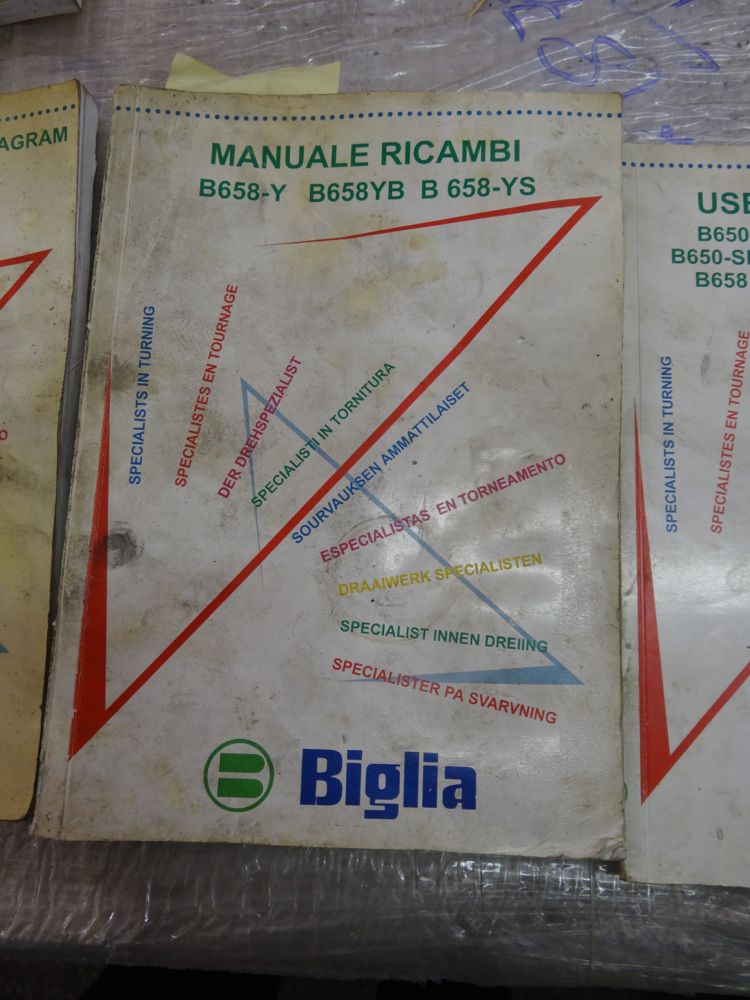 AGRAM
MANUALE RICAMBI
B658-Y B658YB B 658-YS
SPECIALISTS IN TURNING
SPECIALISTES EN TOURNAGE
DER DREHSPEZIALIST
SPECIALISTI IN TORNITURA
SOURVAUKSEN AMMATTILAISET
ESPECIALISTAS EN TORNEAMENTO
DRAAIWERK SPECIALISTEN
SPECIALIST INNEN DREIING
SPECIALISTER PA SVARVNING
Biglia
USE
B650
B650-S
B658
SPECIALISTS IN TURNING
SPECIALISTES EN TOURNAGE